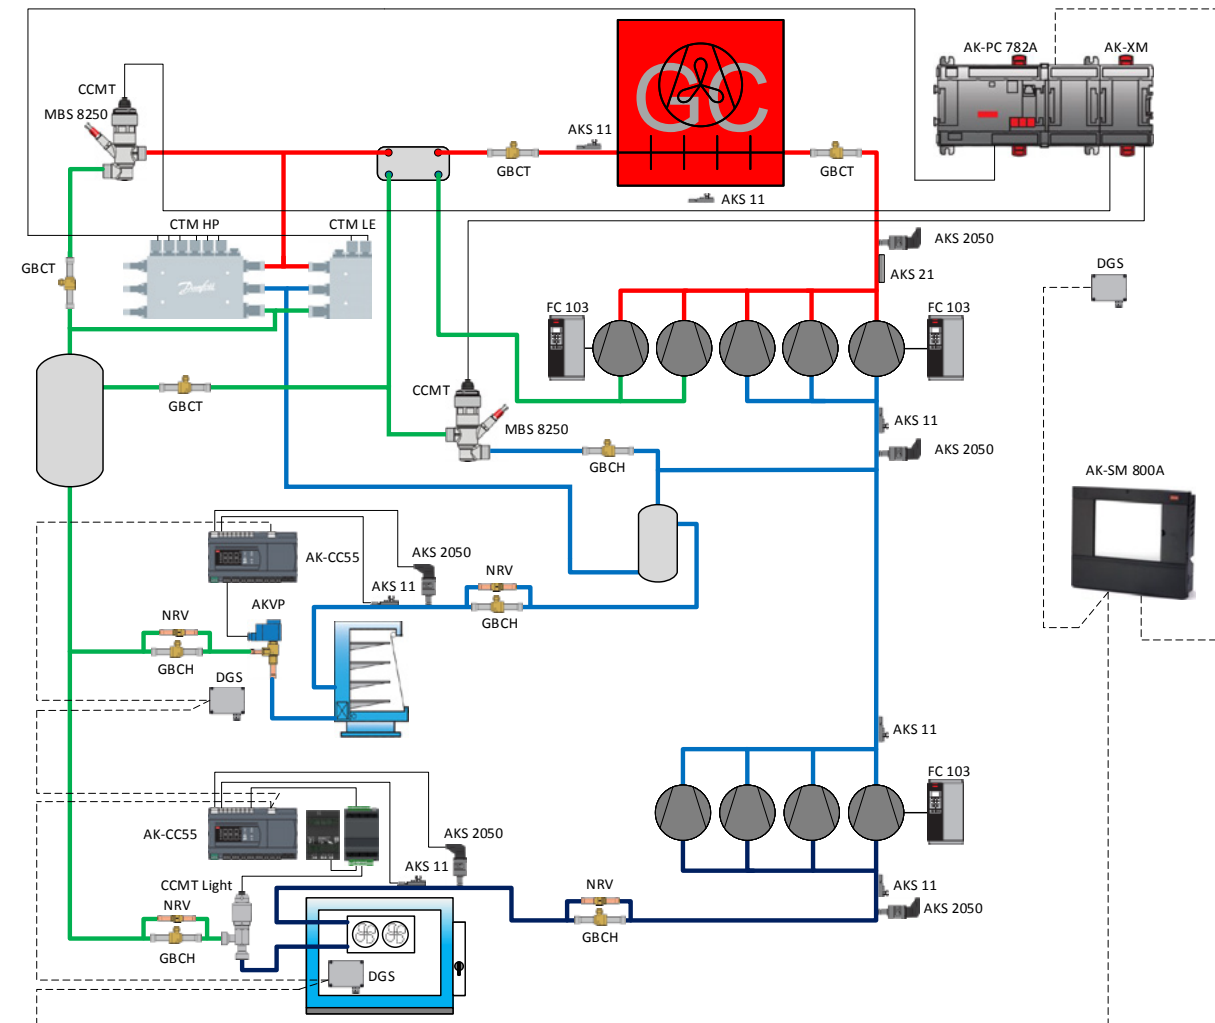 AK-PC 782A
AK-XM
CCMT
MBS 8250
GC
AKS 11
GBCT
GBCT
AKS 11
CTM HP
CTM LE
AKS 2050
GBCT
DGS
AKS 21
Danfoss
FC 103
FC 103
CCMT
GBCT
AKS 11
MBS 8250
AKS 2050
GBCH
AK-SM 800A
AK-CC55
AKS 2050
NRV
AKS 11
NRV
AKVP
GBCH
GBCH
DGS
AKS 11
FC 103
AK-CC55
AKS 2050
AKS 11
CCMT Light
NRV
NRV
AKS 11
AKS 2050
GBCH
GBCH
DGS